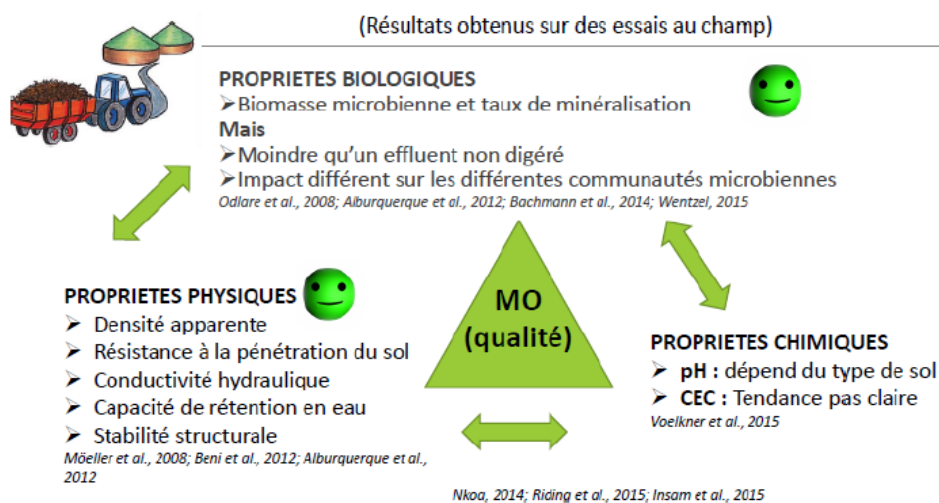 (Résultats obtenus sur des essais au champ)
PROPRIETES BIOLOGIQUES
➤Biomasse microbienne et taux de minéralisation
Mais
➤Moindre qu'un effluent non digéré
➤Impact différent sur les différentes communautés microbiennes
Odlare et al., 2008; Alburquerque et al., 2012; Bachmann et al., 2014; Wentzel, 2015
PROPRIETES PHYSIQUES
➤ Densité apparente
➤ Résistance à la pénétration du sol
➤ Conductivité hydraulique
➤ Capacité de rétention en eau
➤ Stabilité structurale
Möeller et al., 2008; Beni et al., 2012; Alburquerque et al.,
2012
MO
(qualité)
PROPRIETES CHIMIQUES
➤ pH : dépend du type de sol
➤ CEC : Tendance pas claire
Voelkner et al., 2015
Nkoa, 2014; Riding et al., 2015; Insam et al., 2015